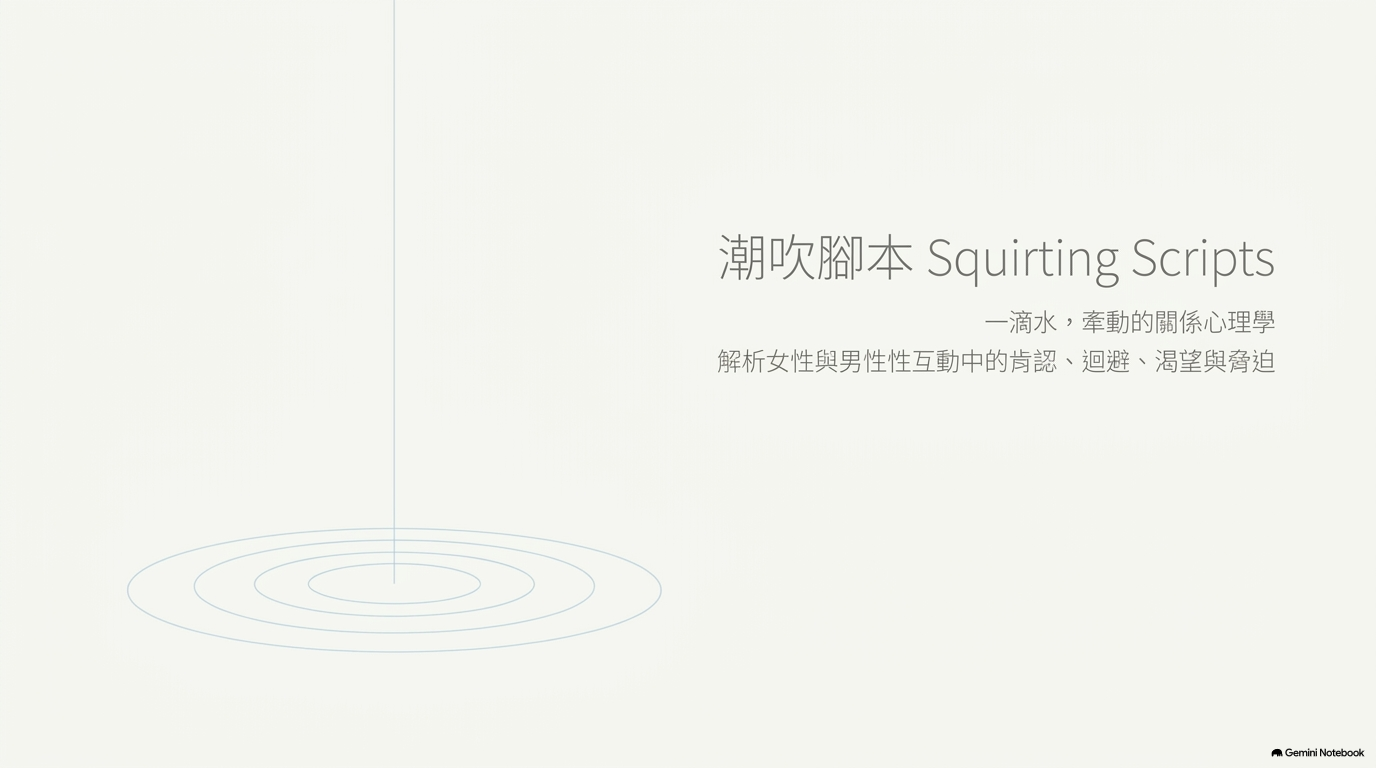 潮吹腳本 Squirting Scripts
一滴水，牽動的關係心理學
解析女性與男性性互動中的肯認、迴避、渴望與脅迫
Gemini Notebook